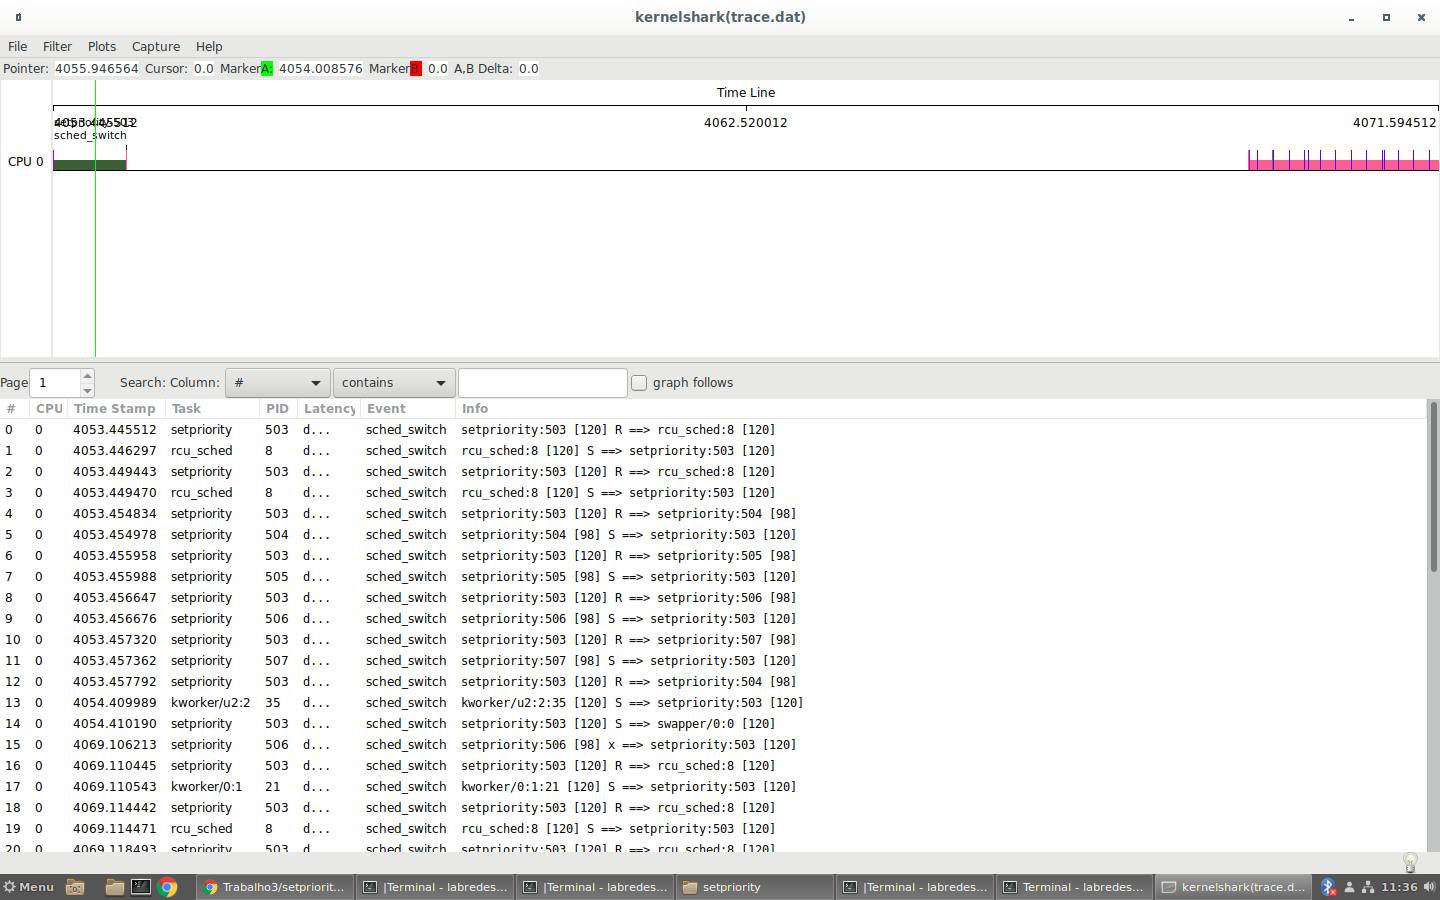 kernelshark(trace.dat)
File Filter Plots Capture Help
Pointer: 4055.946564 Cursor: 0.0 Marker A: 4054.008576 Marker B: 0.0 A,B Delta: 0.0
Time Line
4053.445512 4062.520012 4071.594512
sched_switch
CPU 0
Page 1 Search: Column: # contains graph follows
# CPU Time Stamp Task PID Latency Event Info
0 0 4053.445512 setpriority 503 d... sched_switch setpriority:503 [120] R ==> rcu_sched:8 [120]
1 0 4053.446297 rcu_sched 8 d... sched_switch rcu_sched:8 [120] S ==> setpriority:503 [120]
2 0 4053.449443 setpriority 503 d... sched_switch setpriority:503 [120] R ==> rcu_sched:8 [120]
3 0 4053.449470 rcu_sched 8 d... sched_switch rcu_sched:8 [120] S ==> setpriority:503 [120]
4 0 4053.454834 setpriority 503 d... sched_switch setpriority:503 [120] R ==> setpriority:504 [98]
5 0 4053.454978 setpriority 504 d... sched_switch setpriority:504 [98] S ==> setpriority:503 [120]
6 0 4053.455958 setpriority 503 d... sched_switch setpriority:503 [120] R ==> setpriority:505 [98]
7 0 4053.455988 setpriority 505 d... sched_switch setpriority:505 [98] S ==> setpriority:503 [120]
8 0 4053.456647 setpriority 503 d... sched_switch setpriority:503 [120] R ==> setpriority:506 [98]
9 0 4053.456676 setpriority 506 d... sched_switch setpriority:506 [98] S ==> setpriority:503 [120]
10 0 4053.457320 setpriority 503 d... sched_switch setpriority:503 [120] R ==> setpriority:507 [98]
11 0 4053.457362 setpriority 507 d... sched_switch setpriority:507 [98] S ==> setpriority:503 [120]
12 0 4053.457792 setpriority 503 d... sched_switch setpriority:503 [120] R ==> setpriority:504 [98]
13 0 4054.409989 kworker/u2:2 35 d... sched_switch kworker/u2:2:35 [120] S ==> setpriority:503 [120]
14 0 4054.410190 setpriority 503 d... sched_switch setpriority:503 [120] S ==> swapper/0:0 [120]
15 0 4069.106213 setpriority 506 d... sched_switch setpriority:506 [98] x ==> setpriority:503 [120]
16 0 4069.110445 setpriority 503 d... sched_switch setpriority:503 [120] R ==> rcu_sched:8 [120]
17 0 4069.110543 kworker/0:1 21 d... sched_switch kworker/0:1:21 [120] S ==> setpriority:503 [120]
18 0 4069.114442 setpriority 503 d... sched_switch setpriority:503 [120] R ==> rcu_sched:8 [120]
19 0 4069.114471 rcu_sched 8 d... sched_switch rcu_sched:8 [120] S ==> setpriority:503 [120]
20 0 4069.118493 setpriority 503 d... sched_switch setpriority:503 [120] R ==> rcu_sched:8 [120]
Menu Trabalho3/setpriorit... |Terminal - labredes... |Terminal - labredes... setpriority |Terminal - labredes... Terminal - labredes... kernelshark(trace.d... 11:36